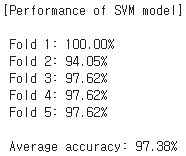 [Performance of SVM model]
Fold 1: 100.00%
Fold 2: 94.05%
Fold 3: 97.62%
Fold 4: 97.62%
Fold 5: 97.62%
Average accuracy: 97.38%